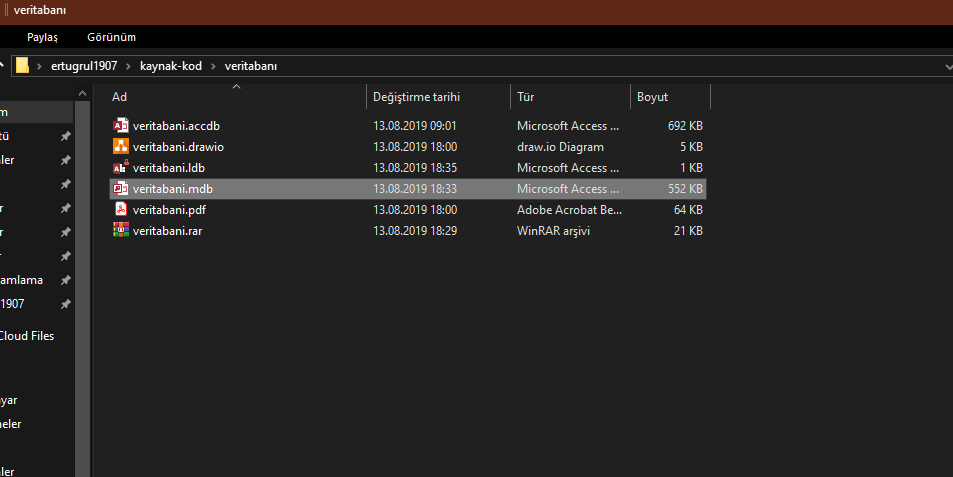 veritabanı
Paylaş Görünüm
ertugrul1907 > kaynak-kod > veritabanı
Ad Değiştirme tarihi Tür Boyut
veritabani.accdb 13.08.2019 09:01 Microsoft Access ... 692 KB
veritabani.drawio 13.08.2019 18:00 draw.io Diagram 5 KB
veritabani.ldb 13.08.2019 18:35 Microsoft Access ... 1 KB
veritabani.mdb 13.08.2019 18:33 Microsoft Access ... 552 KB
veritabani.pdf 13.08.2019 18:00 Adobe Acrobat Be... 64 KB
veritabani.rar 13.08.2019 18:29 WinRAR arşivi 21 KB
m
tü
ler
r
r
r
amlama
1907
Cloud Files
yar
neler
ler